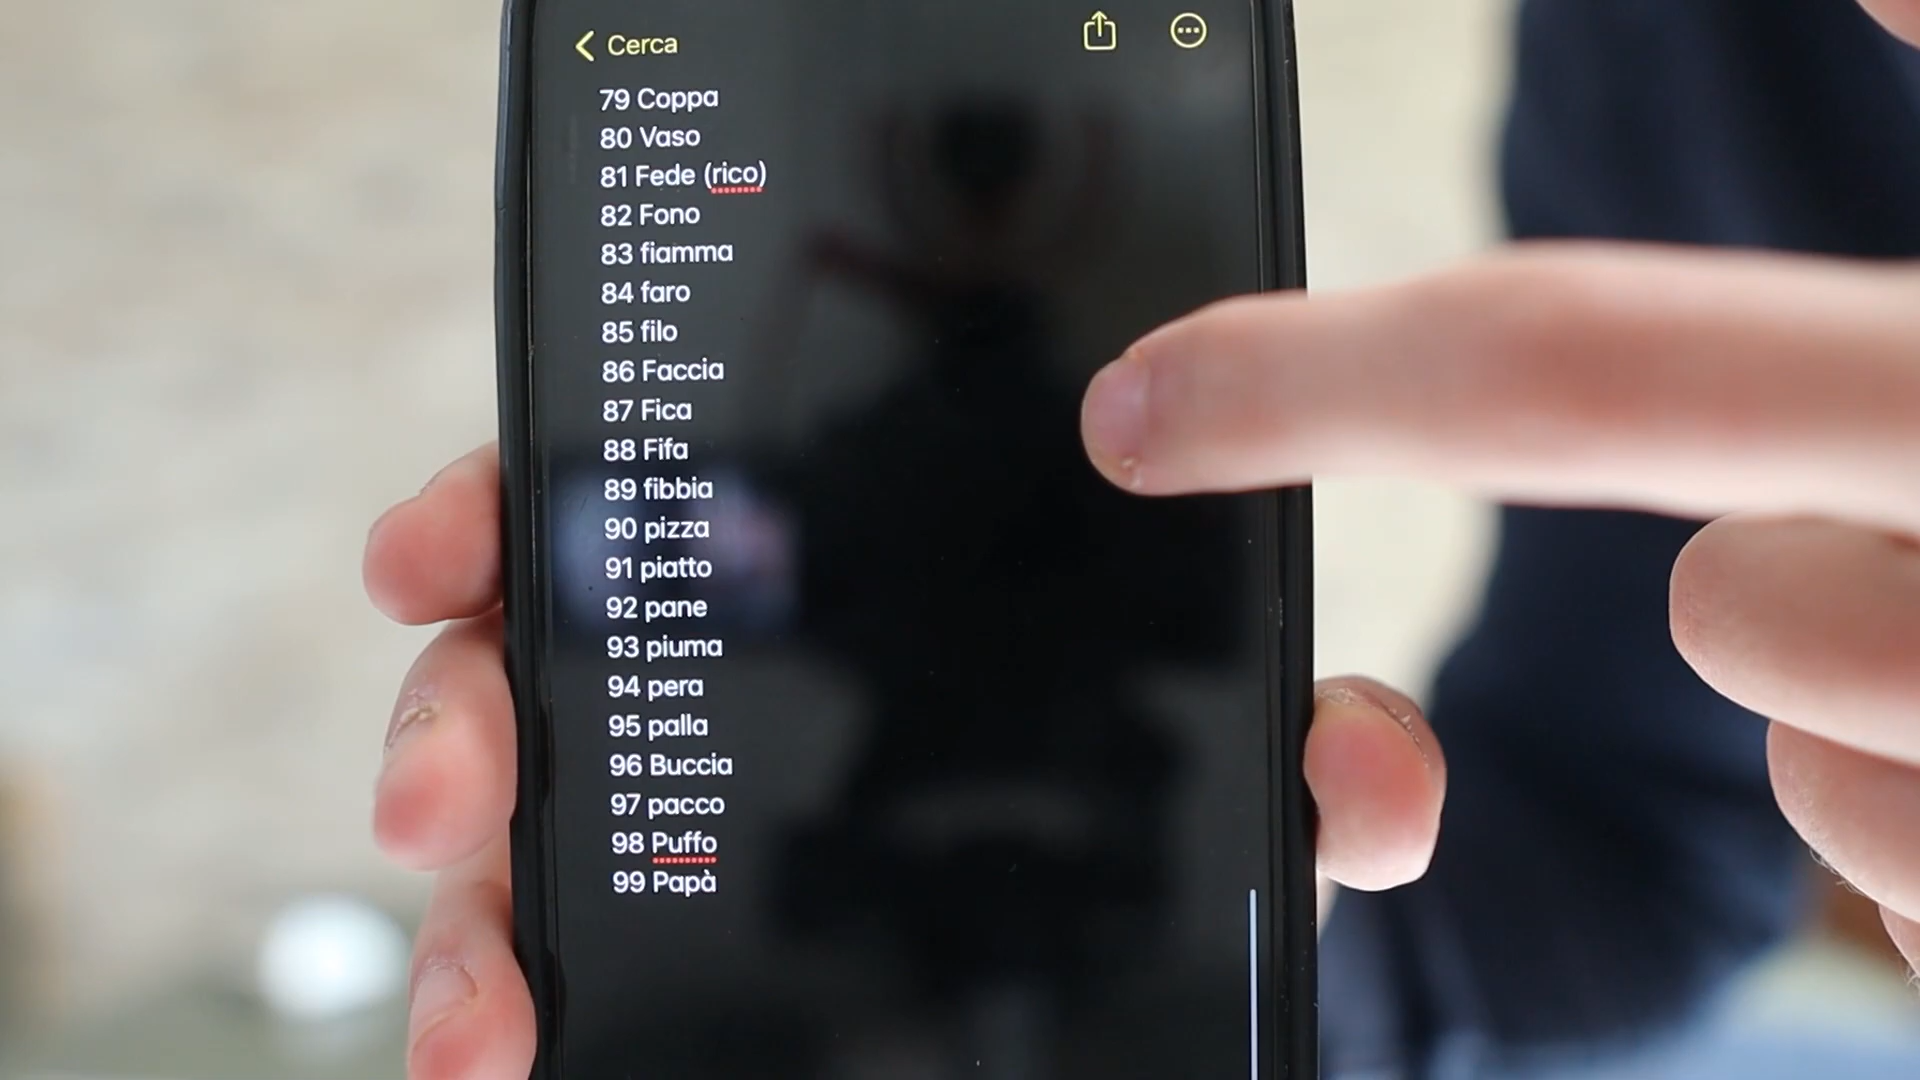 Cerca
79 Coppa
80 Vaso
81 Fede (rico)
82 Fono
83 fiamma
84 faro
85 filo
86 Faccia
87 Fica
88 Fifa
89 fibbia
90 pizza
91 piatto
92 pane
93 piuma
94 pera
95 palla
96 Buccia
97 pacco
98 Puffo
99 Papà